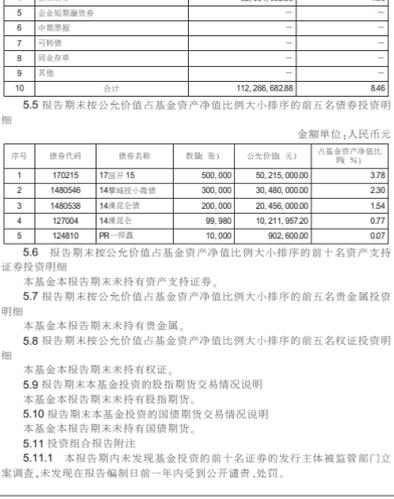 5 企业短期融资券 － －
6 中期票据 － －
7 可转债 － －
8 同业存单 － －
9 其他 － －
10 合计 112,266,682.88 8.46
5.5 报告期末按公允价值占基金资产净值比例大小排序的前五名债券投资明
细
金额单位：人民币元
序号 债券代码 债券名称 数量（张） 公允价值（元） 占基金资产净值比
例（%）
1 170215 17国开15 500,000 50,215,000.00 3.78
2 1480546 14攀城投小微债 300,000 30,480,000.00 2.30
3 1480538 14溧昆仑债 200,000 20,456,000.00 1.54
4 127004 14溧昆仑 99,980 10,211,957.20 0.77
5 124810 PR一师鑫 10,000 902,600.00 0.07
5.6 报告期末按公允价值占基金资产净值比例大小排序的前十名资产支持
证券投资明细
本基金本报告期末未持有资产支持证券。
5.7 报告期末按公允价值占基金资产净值比例大小排序的前五名贵金属投资
明细
本基金本报告期末未持有贵金属。
5.8 报告期末按公允价值占基金资产净值比例大小排序的前五名权证投资明
细
本基金本报告期末未持有权证。
5.9 报告期末本基金投资的股指期货交易情况说明
本基金本报告期末未持有股指期货。
5.10 报告期末本基金投资的国债期货交易情况说明
本基金本报告期末未持有国债期货。
5.11 投资组合报告附注
5.11.1 本报告期内未发现基金投资的前十名证券的发行主体被监管部门立
案调查，未发现在报告编制日前一年内受到公开谴责、处罚。